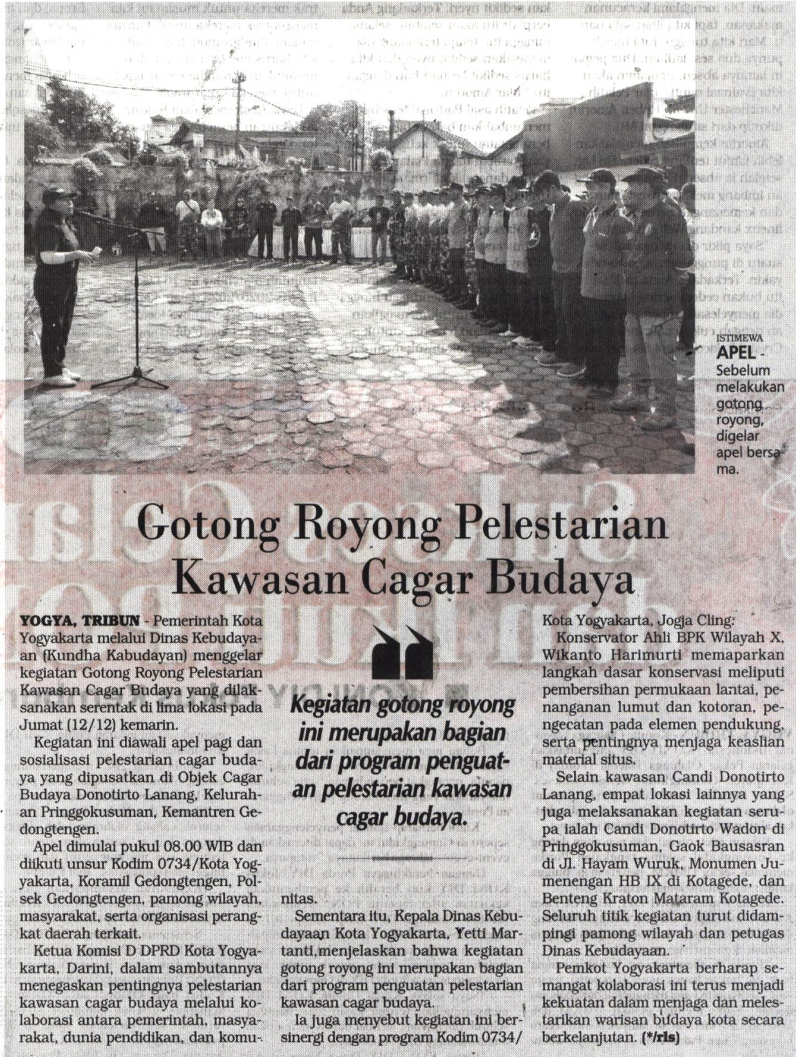 ISTIMEWA
APEL -
Sebelum
melakukan
gotong
royong,
digelar
apel bersa
ma.
Gotong Royong Pelestarian
Kawasan Cagar Budaya
YOGYA, TRIBUN - Pemerintah Kota
Yogyakarta melalui Dinas Kebudaya-
an (Kundha Kabudayan) menggelar
kegiatan Gotong Royong Pelestarian
Kawasan Cagar Budaya yang dilak-
sanakan serentak di lima lokasi pada
Jumat (12/12) kemarin.
Kegiatan ini diawali apel pagi dan
sosialisasi pelestarian cagar buda-
ya yang dipusatkan di Objek Cagar
Budaya Donotirto Lanang, Kelurah-
an Pringgokusuman, Kemantren Ge-
dongtengen.
Apel dimulai pukul 08.00 WIB dan
diikuti unsur Kodim 0734/Kota Yog-
yakarta, Koramil Gedongtengen, Pol-
sek Gedongtengen, pamong wilayah,
masyarakat, serta organisasi perang-
kat daerah terkait.
Ketua Komisi D DPRD Kota Yogya-
karta, Darini, dalam sambutannya
menegaskan pentingnya pelestarian
kawasan cagar budaya melalui ko-
laborasi antara pemerintah, masya-
rakat, dunia pendidikan, dan komu-
Kegiatan gotong royong
ini merupakan bagian
dari program penguat-
an pelestarian kawasan
cagar budaya.
nitas.
Sementara itu, Kepala Dinas Kebu-
dayaan Kota Yogyakarta, Yetti Mar-
tanti,menjelaskan bahwa kegiatan
gotong royong ini merupakan bagian
dari program penguatan pelestarian
kawasan cagar budaya.
Ia juga menyebut kegiatan ini ber-
sinergi dengan program Kodim 0734/
Kota Yogyakarta, Jogja Cling.
Konservator Ahli BPK Wilayah X,
Wikanto Harimurti memaparkan
langkah dasar konservasi meliputi
pembersihan permukaan lantai, pe-
nanganan lumut dan kotoran, pe-
ngecatan pada elemen pendukung,
serta pentingnya menjaga keaslian
material situs.
Selain kawasan Candi Donotirto
Lanang, empat lokasi lainnya yang
juga melaksanakan kegiatan seru-
pa ialah Candi Donotirto Wadon di
Pringgokusuman, Gaok Bausasran
di Jl. Hayam Wuruk, Monumen Ju-
menengan HB IX di Kotagede, dan
Benteng Kraton Mataram Kotagede.
Seluruh titik kegiatan turut didam-
pingi pamong wilayah dan petugas
Dinas Kebudayaan.
Pemkot Yogyakarta berharap se-
mangat kolaborasi ini terus menjadi
kekuatan dalam menjaga dan meles-
tarikan warisan budaya kota secara
berkelanjutan. (*/rls)